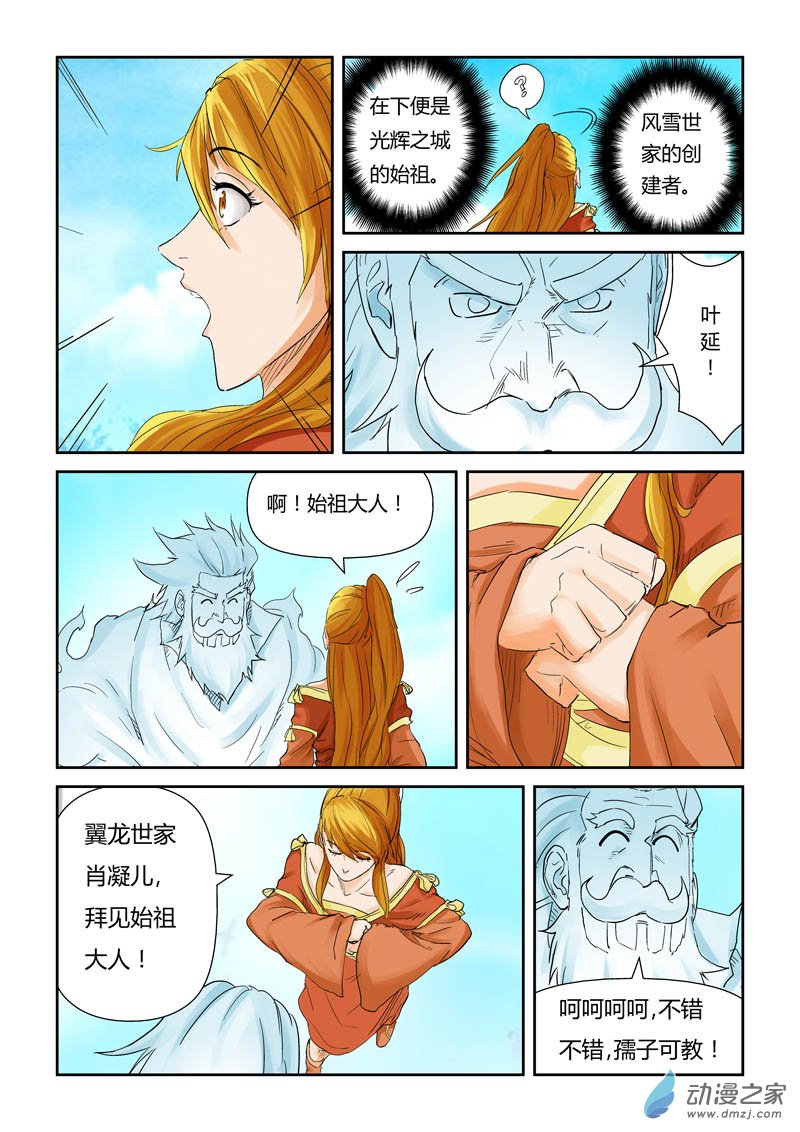 ?
在下便是
光辉之城
的始祖。
风雪世
家的创
建者。
叶
延
！
啊！始祖大人！
翼龙世家
肖凝儿，
拜见始祖
大人！
呵呵呵呵，不错
不错，孺子可教！
动漫之家
www.dmzj.com